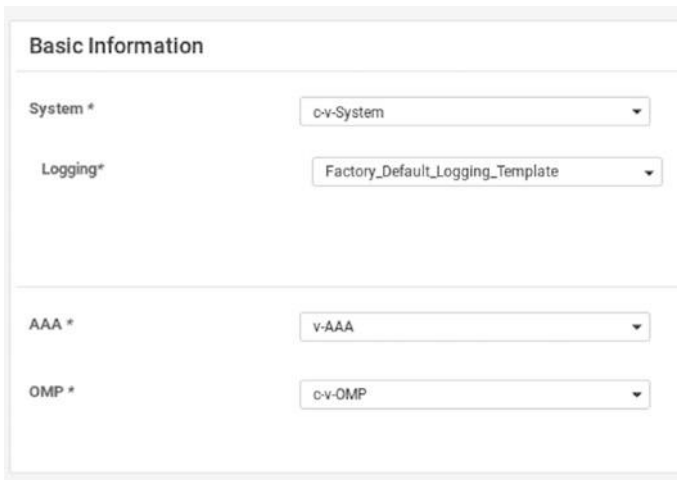 Basic Information
System *
c-v-System
Logging*
Factory_Default_Logging_Template
AAA *
v-AAA
OMP *
c-v-OMP